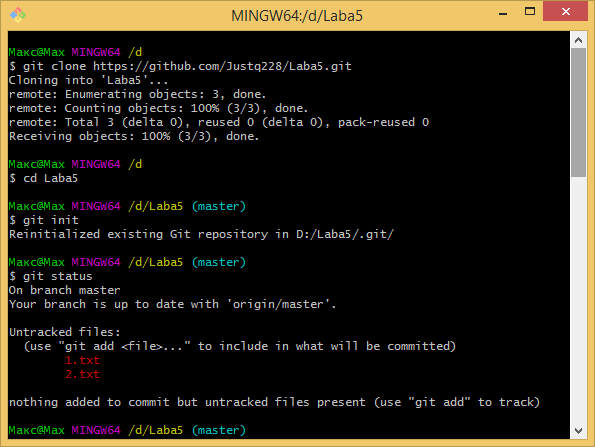 MINGW64:/d/Laba5
Макс@Max MINGW64 /d
$ git clone https://github.com/Justq228/Laba5.git
Cloning into 'Laba5'...
remote: Enumerating objects: 3, done.
remote: Counting objects: 100% (3/3), done.
remote: Total 3 (delta 0), reused 0 (delta 0), pack-reused 0
Receiving objects: 100% (3/3), done.
Макс@Max MINGW64 /d
$ cd Laba5
Макс@Max MINGW64 /d/Laba5 (master)
$ git init
Reinitialized existing Git repository in D:/Laba5/.git/
Макс@Max MINGW64 /d/Laba5 (master)
$ git status
On branch master
Your branch is up to date with 'origin/master'.
Untracked files:
(use "git add <file>..." to include in what will be committed)
1.txt
2.txt
nothing added to commit but untracked files present (use "git add" to track)
Макс@Max MINGW64 /d/Laba5 (master)